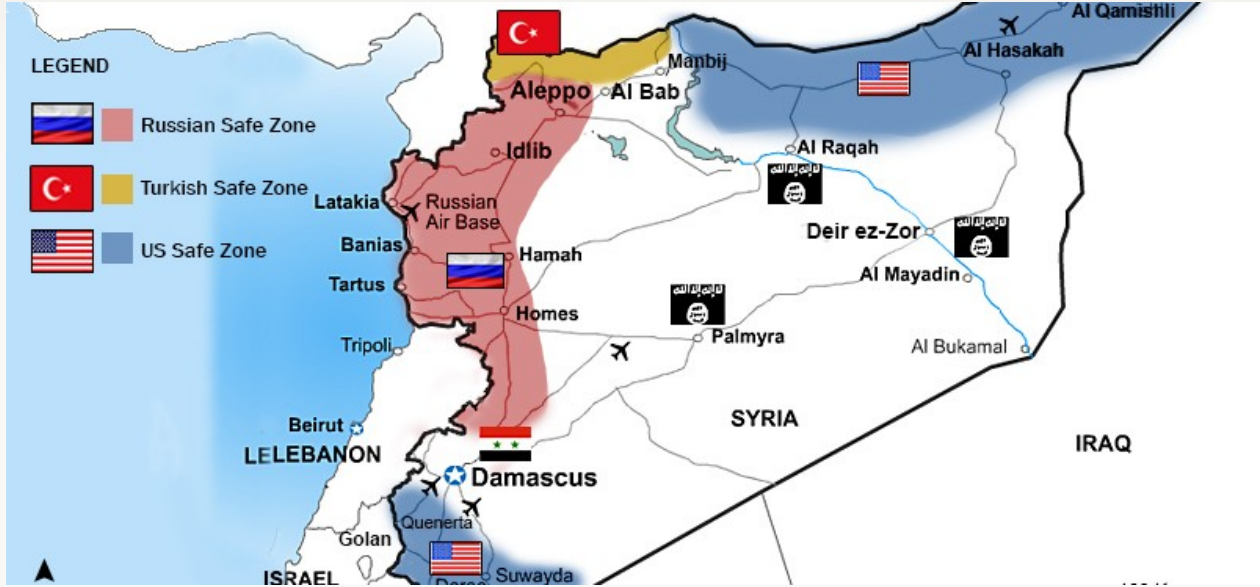 LEGEND
Russian Safe Zone
Turkish Safe Zone
US Safe Zone
Al Qamishli
Al Hasakah
Manbij
Aleppo
Al Bab
Idlib
Al Raqah
Latakia
Russian
Air Base
Deir ez-Zor
Banias
Hamah
Al Mayadin
Tartus
Homes
Palmyra
Tripoli
Al Bukamal
SYRIA
Beirut
IRAQ
LELEBANON
Damascus
Quenerta
Golan
ISRAEL
Suwayda